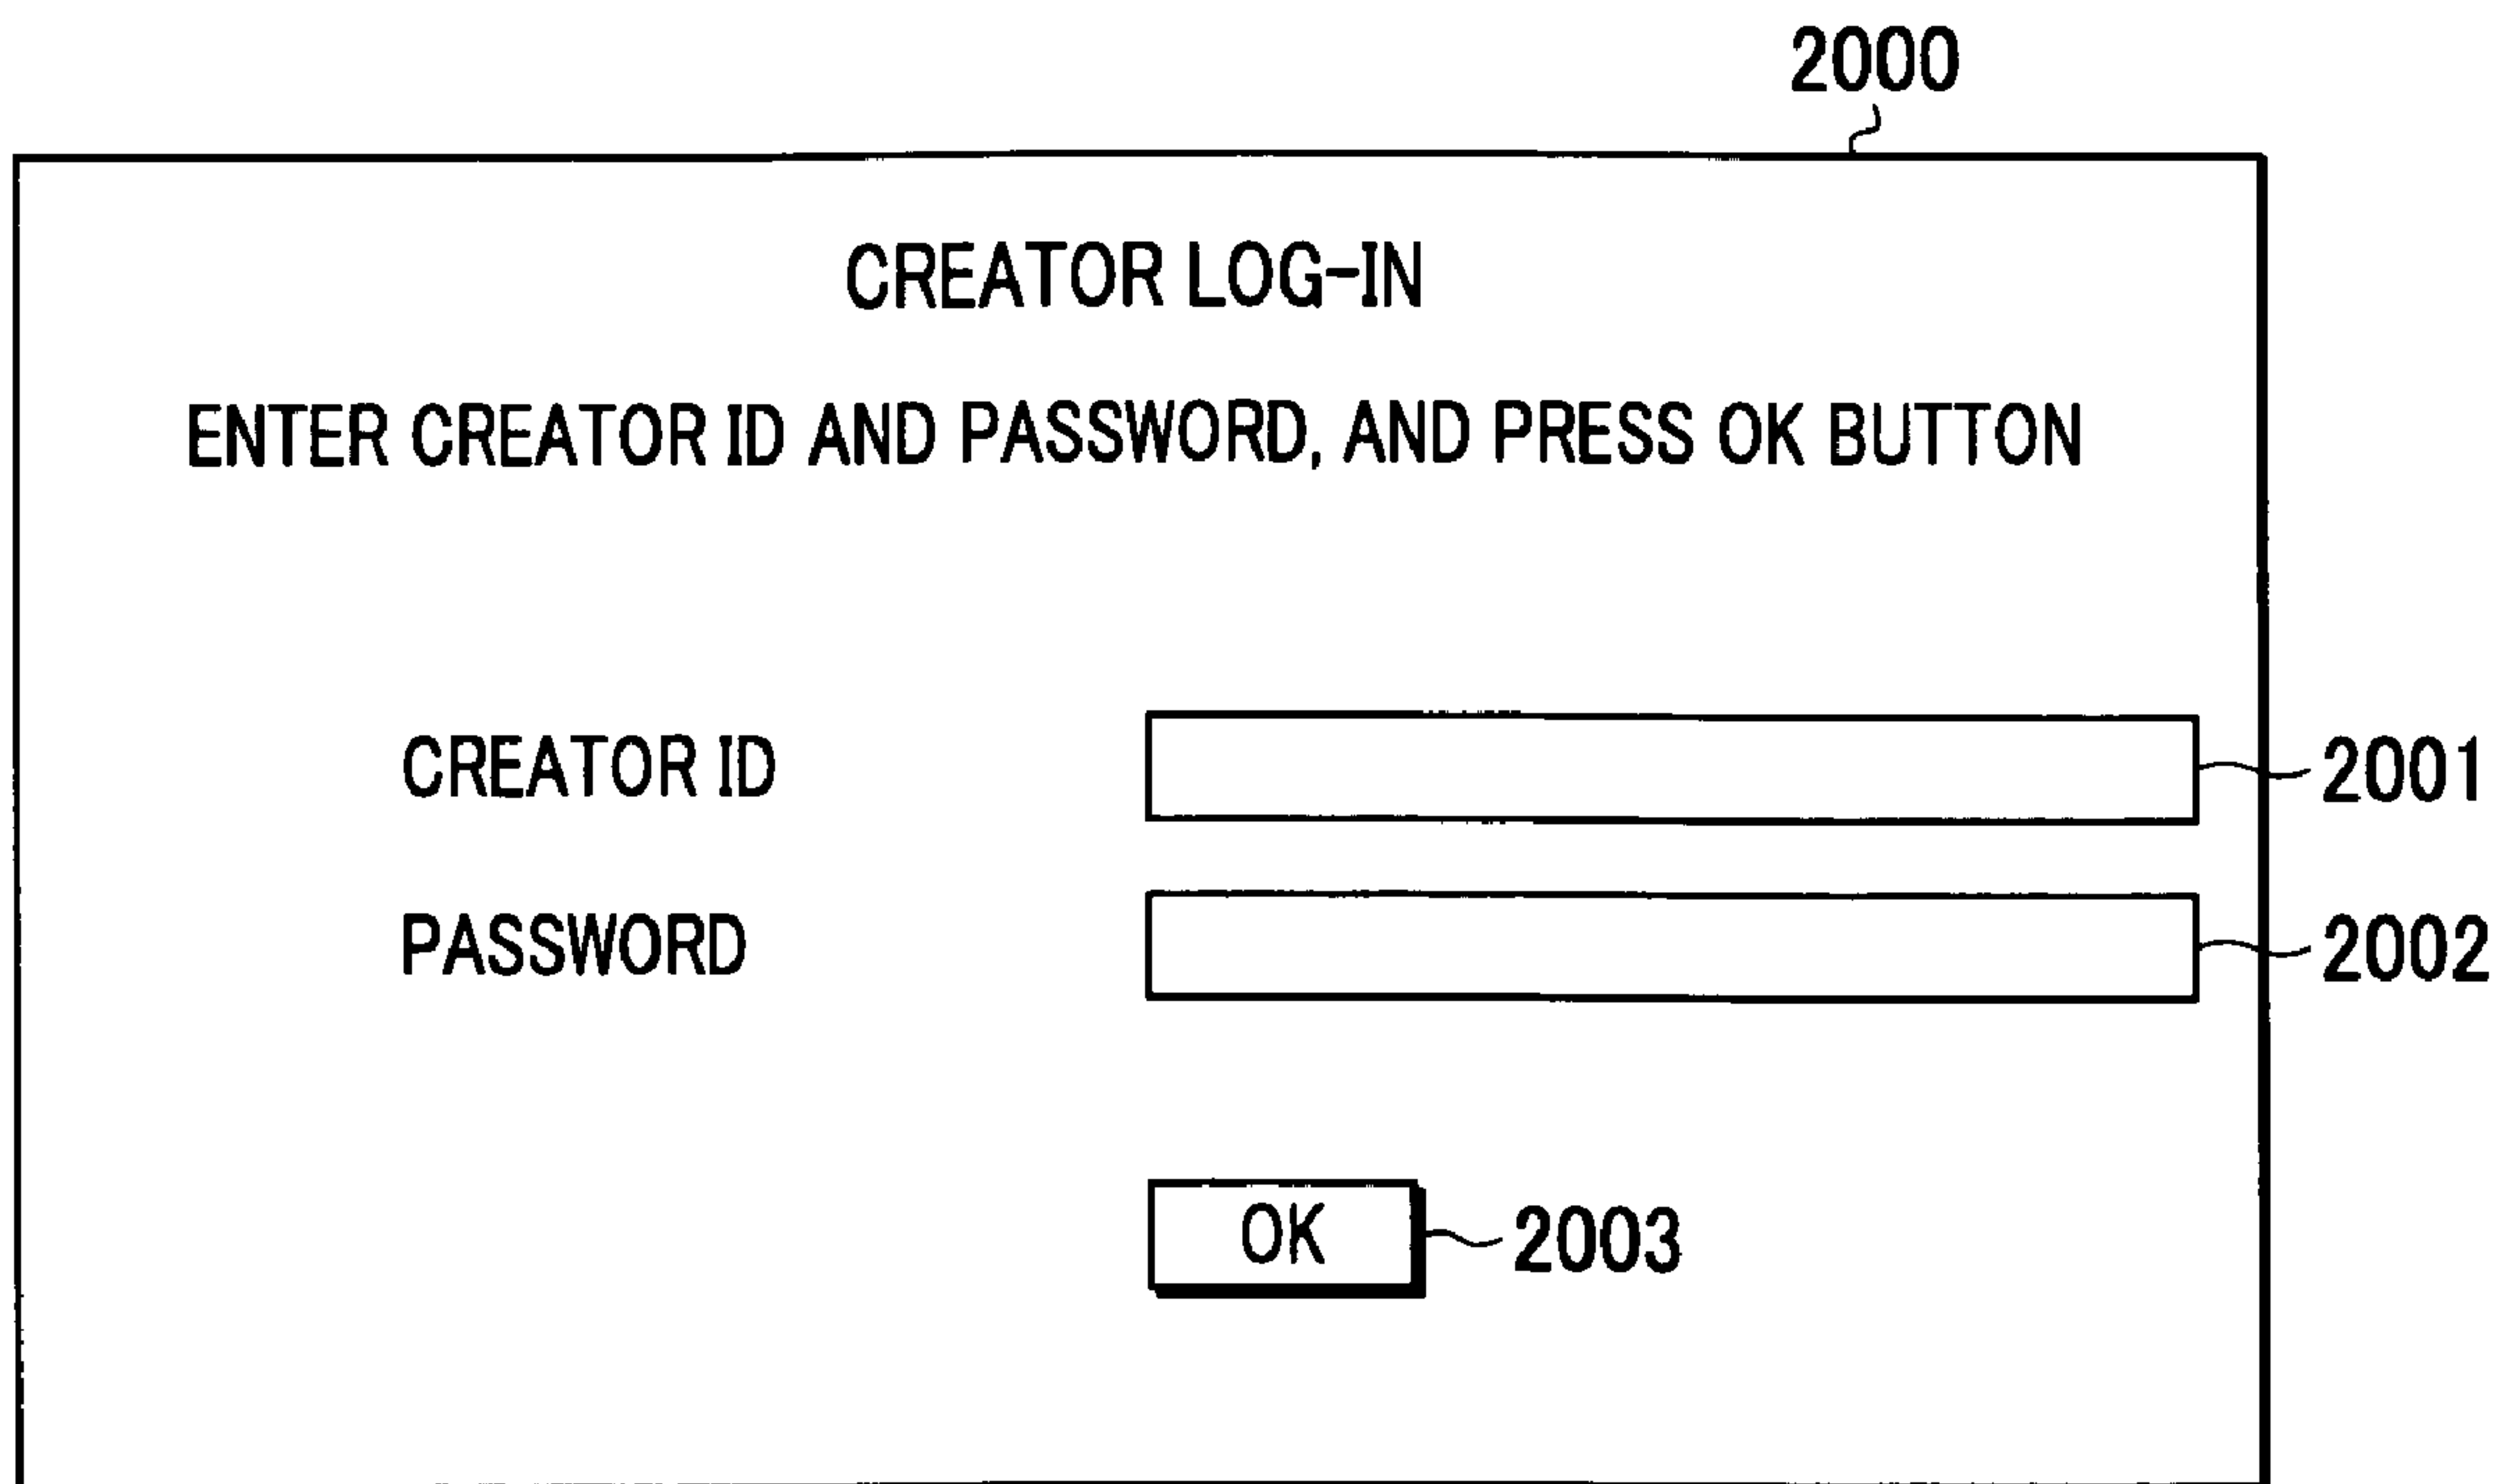 2000
CREATOR LOG-IN
ENTER CREATOR ID AND PASSWORD, AND PRESS OK BUTTON
CREATOR ID 2001
PASSWORD 2002
OK 2003